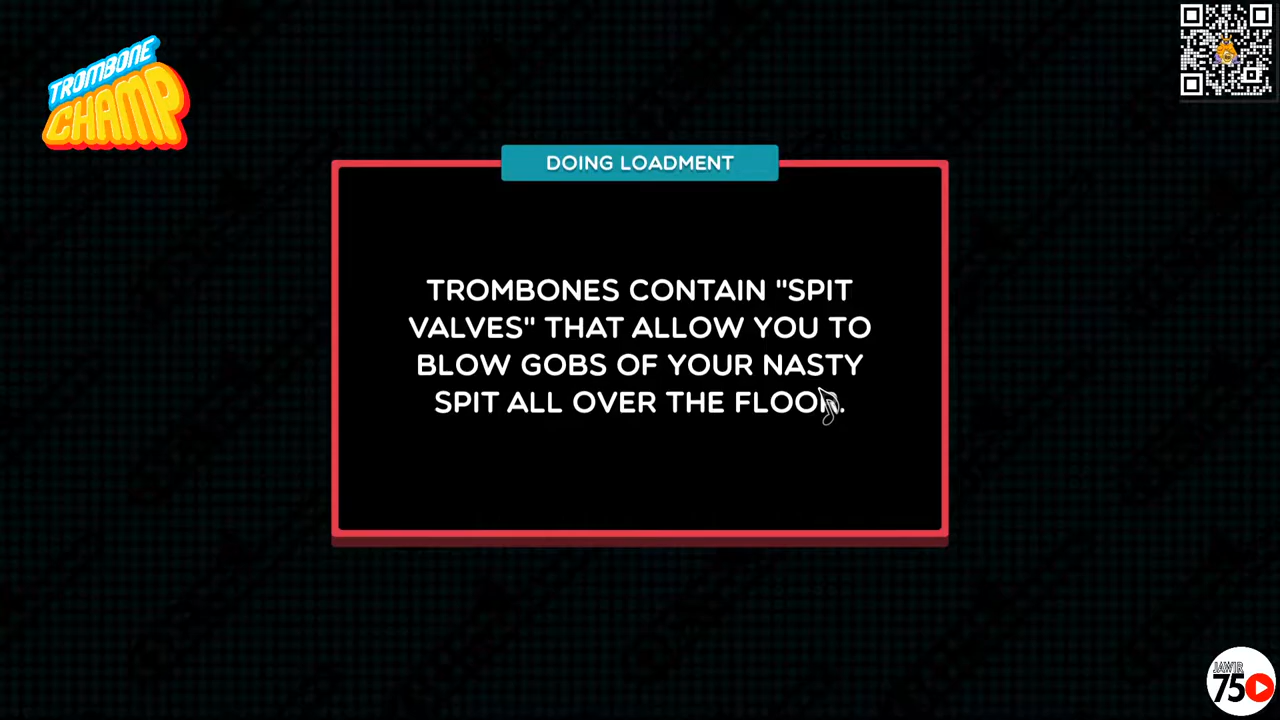 TROMBONE
CHAMP
DOING LOADMENT
TROMBONES CONTAIN "SPIT
VALVES" THAT ALLOW YOU TO
BLOW GOBS OF YOUR NASTY
SPIT ALL OVER THE FLOOR.
JAW1R
75